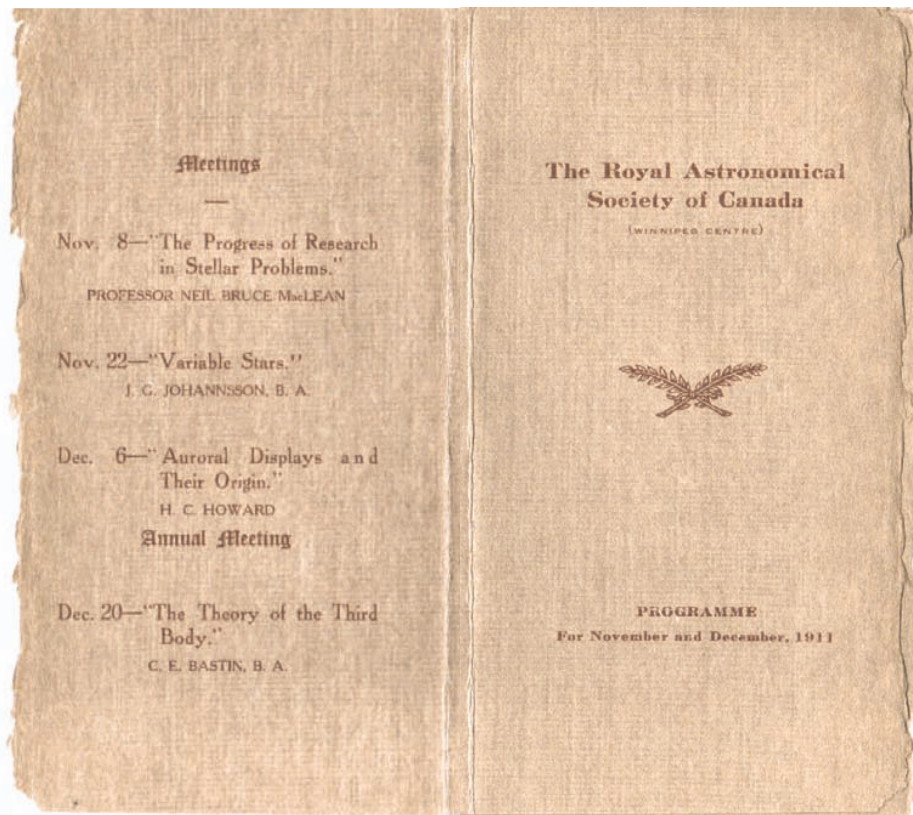 Meetings
Nov. 8—"The Progress of Research
in Stellar Problems."
PROFESSOR NEIL BRUCE MacLEAN
Nov. 22—"Variable Stars."
J. G. JOHANNSSON, B. A.
Dec. 6—"Auroral Displays and
Their Origin."
H. C. HOWARD
Annual Meeting
Dec. 20—"The Theory of the Third
Body."
C. E. BASTIN, B. A.
The Royal Astronomical
Society of Canada
(WINNIPEG CENTRE)
PROGRAMME
For November and December, 1911